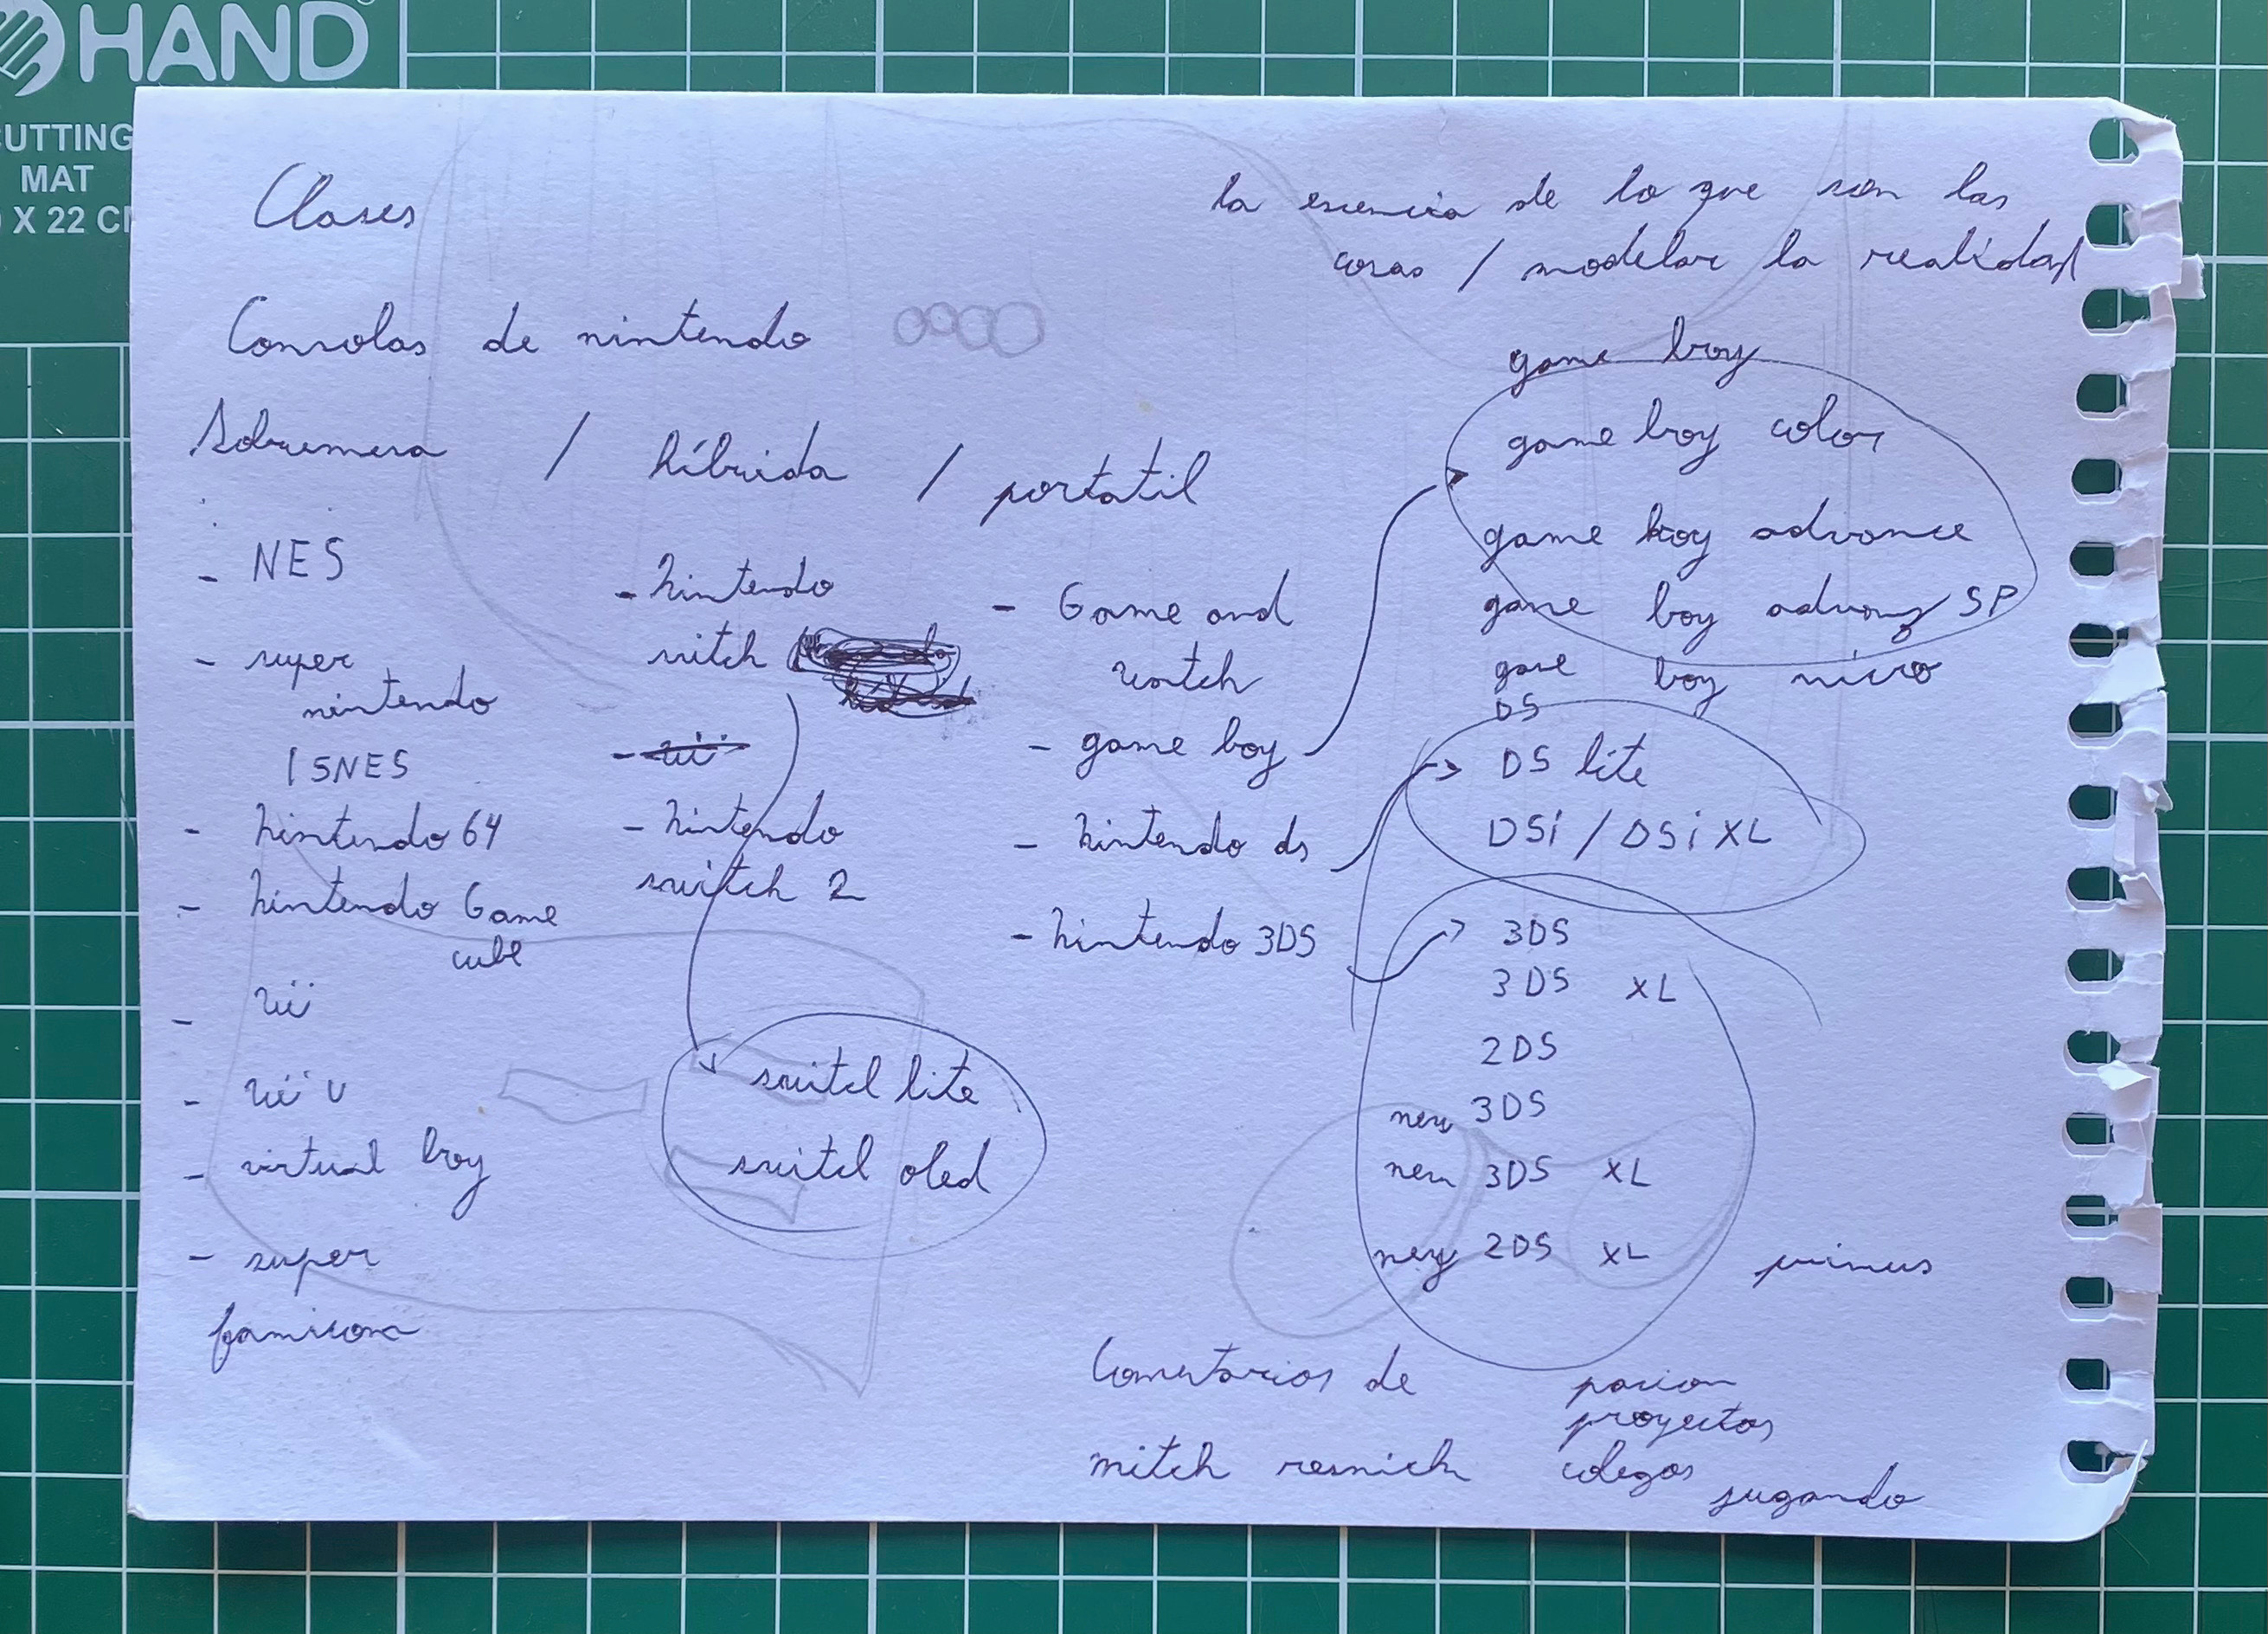 HAND
CUTTING
MAT
X 22 C
Clases
la esencia de lo que son las
cosas / modelar la realidad
Consolas de nintendo
Sobremesa / híbrida / portatil
- NES
- super
nintendo
/ SNES
- nintendo 64
- nintendo Game
cube
- wii
- wii U
- virtual boy
- super
famicom
- nintendo
switch
- wii
- nintendo
switch 2
switch lite
switch oled
- Game and
watch
- game boy
- nintendo ds
- nintendo 3DS
game boy
game boy color
game boy advance
game boy advance SP
game boy micro
DS
DS lite
DSi / DSi XL
3DS
3DS XL
2DS
new 3DS
new 3DS XL
new 2DS XL
primus
Comentarios de
mitch resnick
pasion
proyectos
colegas
jugando